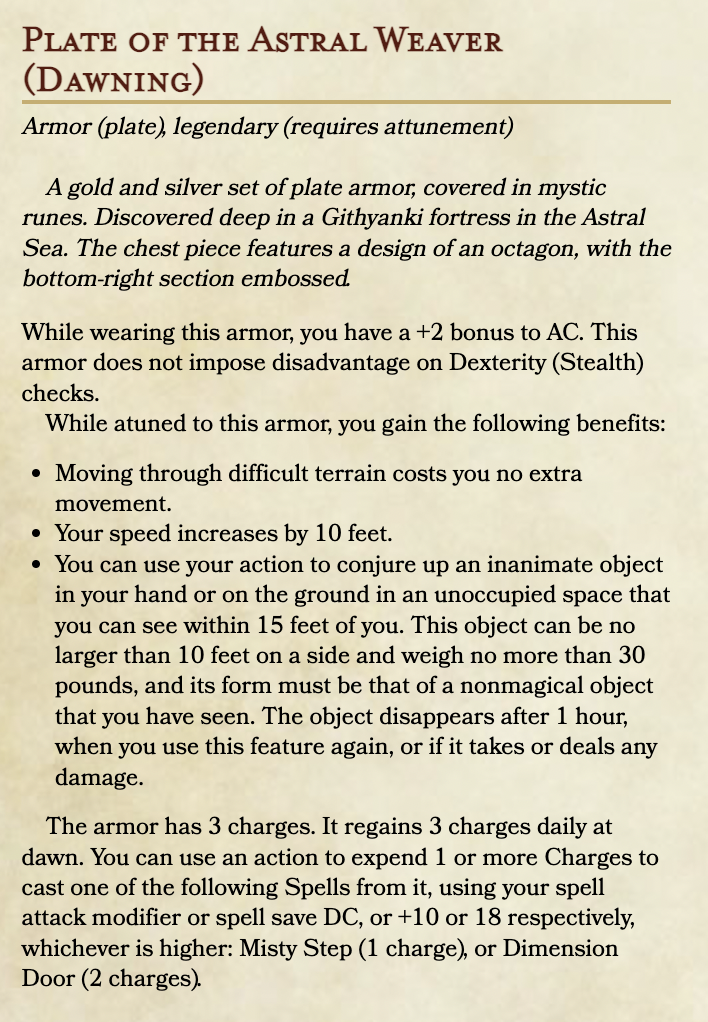 Plate of the Astral Weaver
(Dawning)
Armor (plate), legendary (requires attunement)
A gold and silver set of plate armor, covered in mystic
runes. Discovered deep in a Githyanki fortress in the Astral
Sea. The chest piece features a design of an octagon, with the
bottom-right section embossed.
While wearing this armor, you have a +2 bonus to AC. This
armor does not impose disadvantage on Dexterity (Stealth)
checks.
While atuned to this armor, you gain the following benefits:
• Moving through difficult terrain costs you no extra
movement.
• Your speed increases by 10 feet.
• You can use your action to conjure up an inanimate object
in your hand or on the ground in an unoccupied space that
you can see within 15 feet of you. This object can be no
larger than 10 feet on a side and weigh no more than 30
pounds, and its form must be that of a nonmagical object
that you have seen. The object disappears after 1 hour,
when you use this feature again, or if it takes or deals any
damage.
The armor has 3 charges. It regains 3 charges daily at
dawn. You can use an action to expend 1 or more Charges to
cast one of the following Spells from it, using your spell
attack modifier or spell save DC, or +10 or 18 respectively,
whichever is higher: Misty Step (1 charge), or Dimension
Door (2 charges).